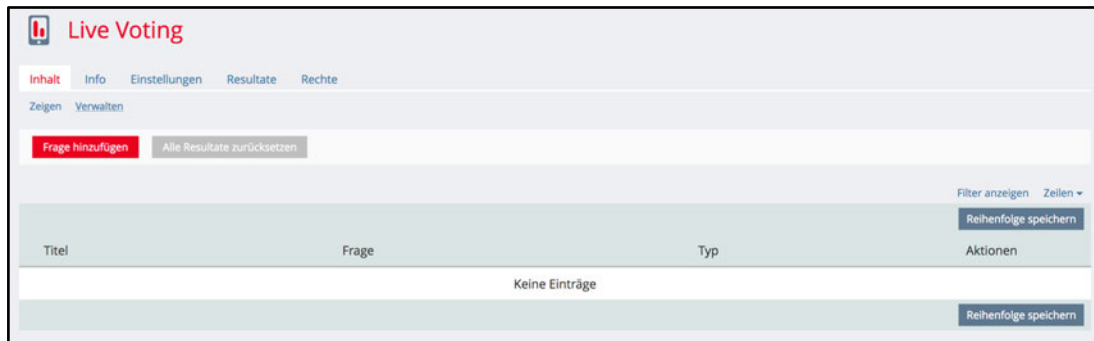 Live Voting
Inhalt Info Einstellungen Resultate Rechte
Zeigen Verwalten
Frage hinzufügen Alle Resultate zurücksetzen
Filter anzeigen Zeilen
Reihenfolge speichern
Titel Frage Typ Aktionen
Keine Einträge
Reihenfolge speichern